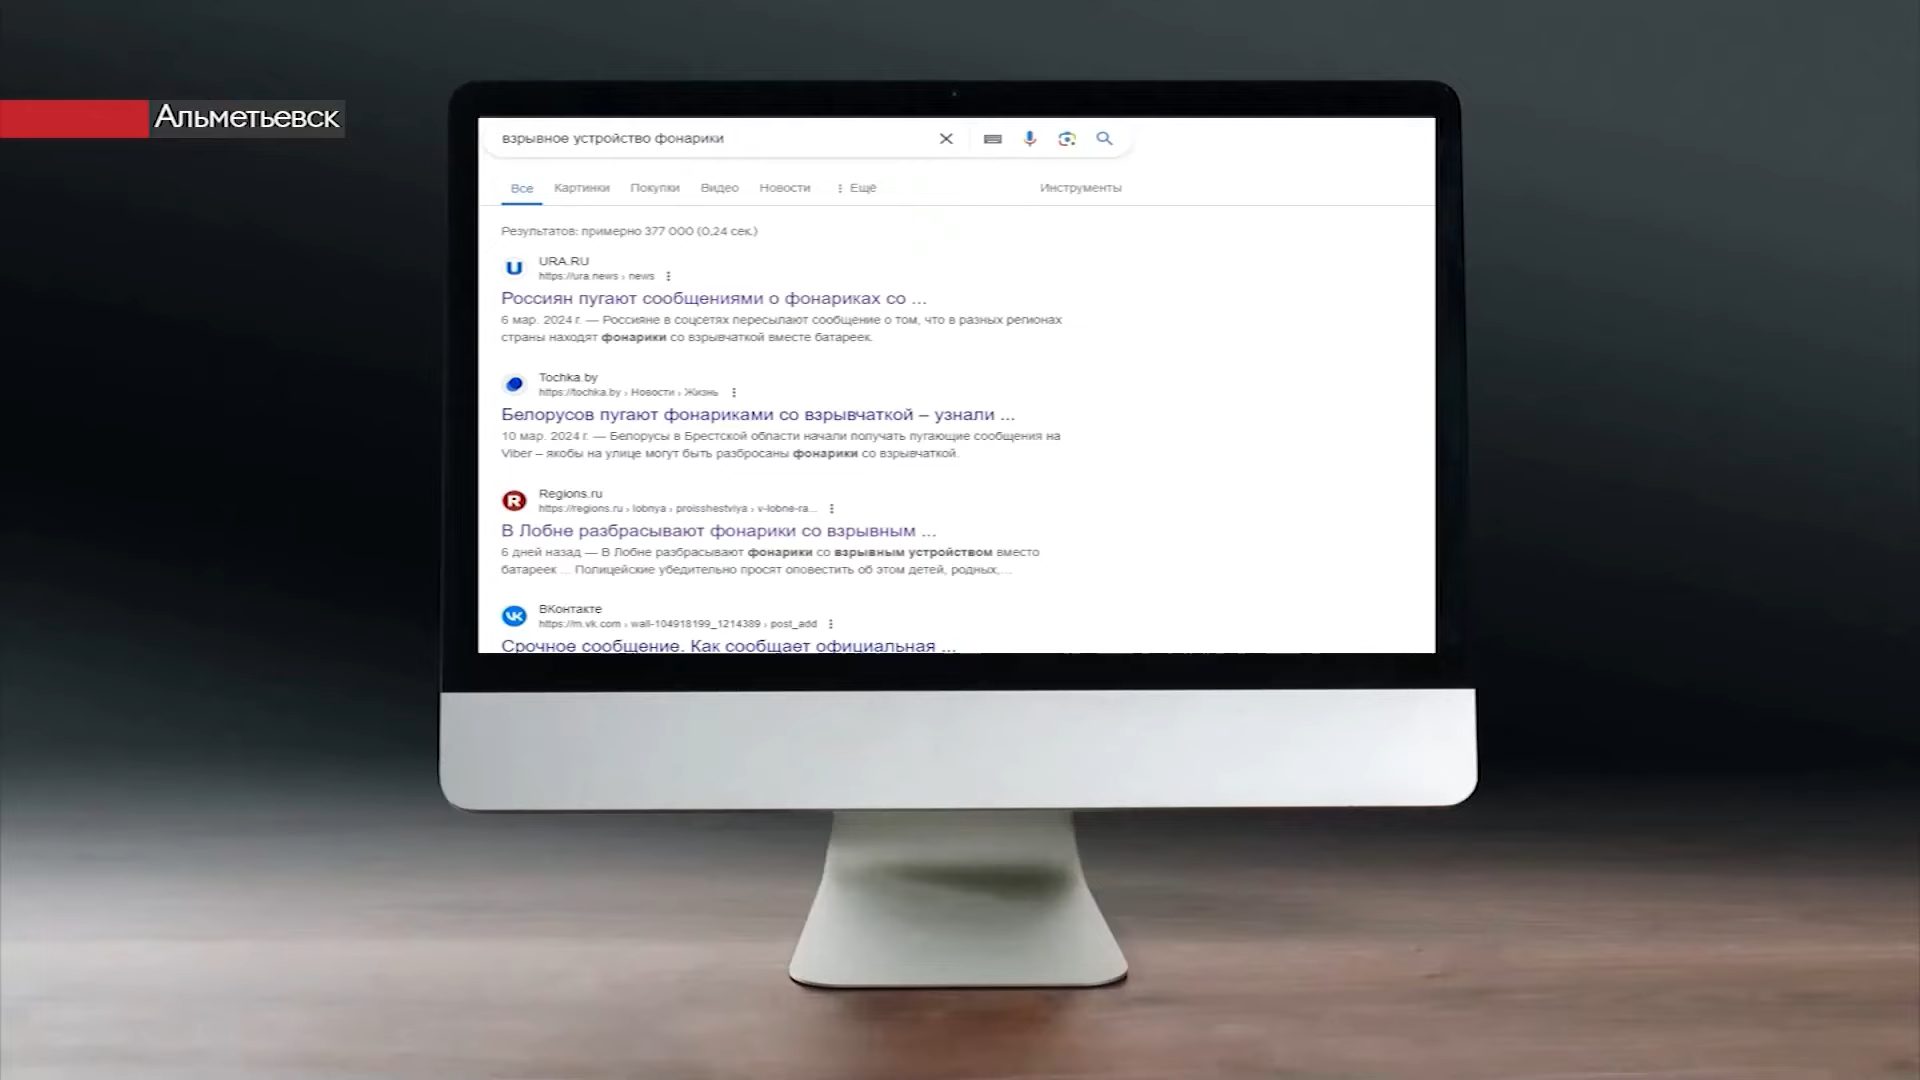 Альметьевск
взрывное устройство фонарики
Все Картинки Покупки Видео Новости Ещё Инструменты
Результатов: примерно 377 000 (0,24 сек.)
URA.RU
https://ura.news › news
Россиян пугают сообщениями о фонариках со ...
6 мар. 2024 г. — Россияне в соцсетях пересылают сообщение о том, что в разных регионах
страны находят фонарики со взрывчаткой вместе батареек.
Tochka.by
https://tochka.by › Новости › Жизнь
Белорусов пугают фонариками со взрывчаткой – узнали ...
10 мар. 2024 г. — Белорусы в Брестской области начали получать пугающие сообщения на
Viber – якобы на улице могут быть разбросаны фонарики со взрывчаткой.
Regions.ru
https://regions.ru › lobnya › proisshestviya › v-lobne-ra...
В Лобне разбрасывают фонарики со взрывным ...
6 дней назад — В Лобне разбрасывают фонарики со взрывным устройством вместо
батареек ... Полицейские убедительно просят оповестить об этом детей, родных,...
ВКонтакте
https://m.vk.com › wall-104918199_1214389 › post_add
Срочное сообщение. Как сообщает официальная ...